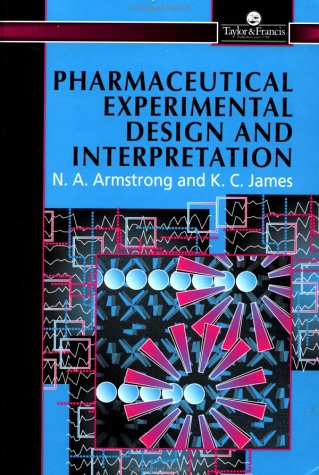 Taylor & Francis
PHARMACEUTICAL
EXPERIMENTAL
DESIGN AND
INTERPRETATION
N. A. Armstrong and K. C. James